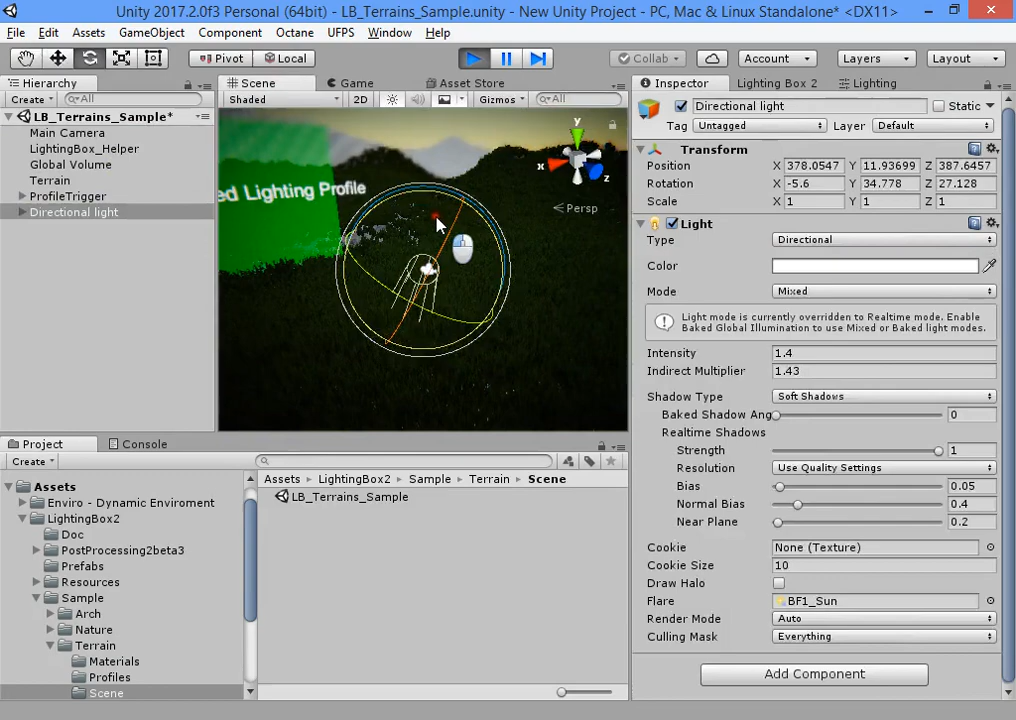 Unity 2017.2.0f3 Personal (64bit) - LB_Terrains_Sample.unity - New Unity Project - PC, Mac & Linux Standalone* <DX11>
File Edit Assets GameObject Component Octane UFPS Window Help
Pivot Local Collab Account Layers Layout
Hierarchy
Create All
LB_Terrains_Sample*
Main Camera
LightingBox_Helper
Global Volume
Terrain
ProfileTrigger
Directional light
Scene Game Asset Store
Shaded 2D Gizmos All
ed Lighting Profile
y
x
z
Persp
Project Console
Create
Assets
Enviro - Dynamic Enviroment
LightingBox2
Doc
PostProcessing2beta3
Prefabs
Resources
Sample
Arch
Nature
Terrain
Materials
Profiles
Scene
Assets LightingBox2 Sample Terrain Scene
LB_Terrains_Sample
Inspector Lighting Box 2 Lighting
Directional light Static
Tag Untagged Layer Default
Transform
Position X 378.0547 Y 11.93699 Z 387.6457
Rotation X -5.6 Y 34.778 Z 27.128
Scale X 1 Y 1 Z 1
Light
Type Directional
Color
Mode Mixed
Light mode is currently overridden to Realtime mode. Enable
Baked Global Illumination to use Mixed or Baked light modes.
Intensity 1.4
Indirect Multiplier 1.43
Shadow Type Soft Shadows
Baked Shadow Ang 0
Realtime Shadows
Strength 1
Resolution Use Quality Settings
Bias 0.05
Normal Bias 0.4
Near Plane 0.2
Cookie None (Texture)
Cookie Size 10
Draw Halo
Flare BF1_Sun
Render Mode Auto
Culling Mask Everything
Add Component